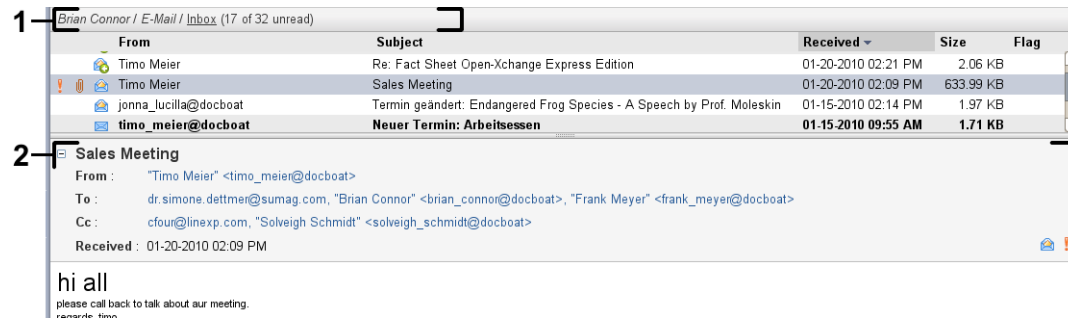 1 Brian Connor / E-Mail / Inbox (17 of 32 unread)
From Subject Received Size Flag
Timo Meier Re: Fact Sheet Open-Xchange Express Edition 01-20-2010 02:21 PM 2.06 KB
Timo Meier Sales Meeting 01-20-2010 02:09 PM 633.99 KB
jonna_lucilla@docboat Termin geändert: Endangered Frog Species - A Speech by Prof. Moleskin 01-15-2010 02:14 PM 1.97 KB
timo_meier@docboat Neuer Termin: Arbeitsessen 01-15-2010 09:55 AM 1.71 KB
2 Sales Meeting
From : "Timo Meier" <timo_meier@docboat>
To : dr.simone.dettmer@sumag.com, "Brian Connor" <brian_connor@docboat>, "Frank Meyer" <frank_meyer@docboat>
Cc : cfour@linexp.com, "Solveigh Schmidt" <solveigh_schmidt@docboat>
Received : 01-20-2010 02:09 PM
hi all
please call back to talk about aur meeting.
regards, timo